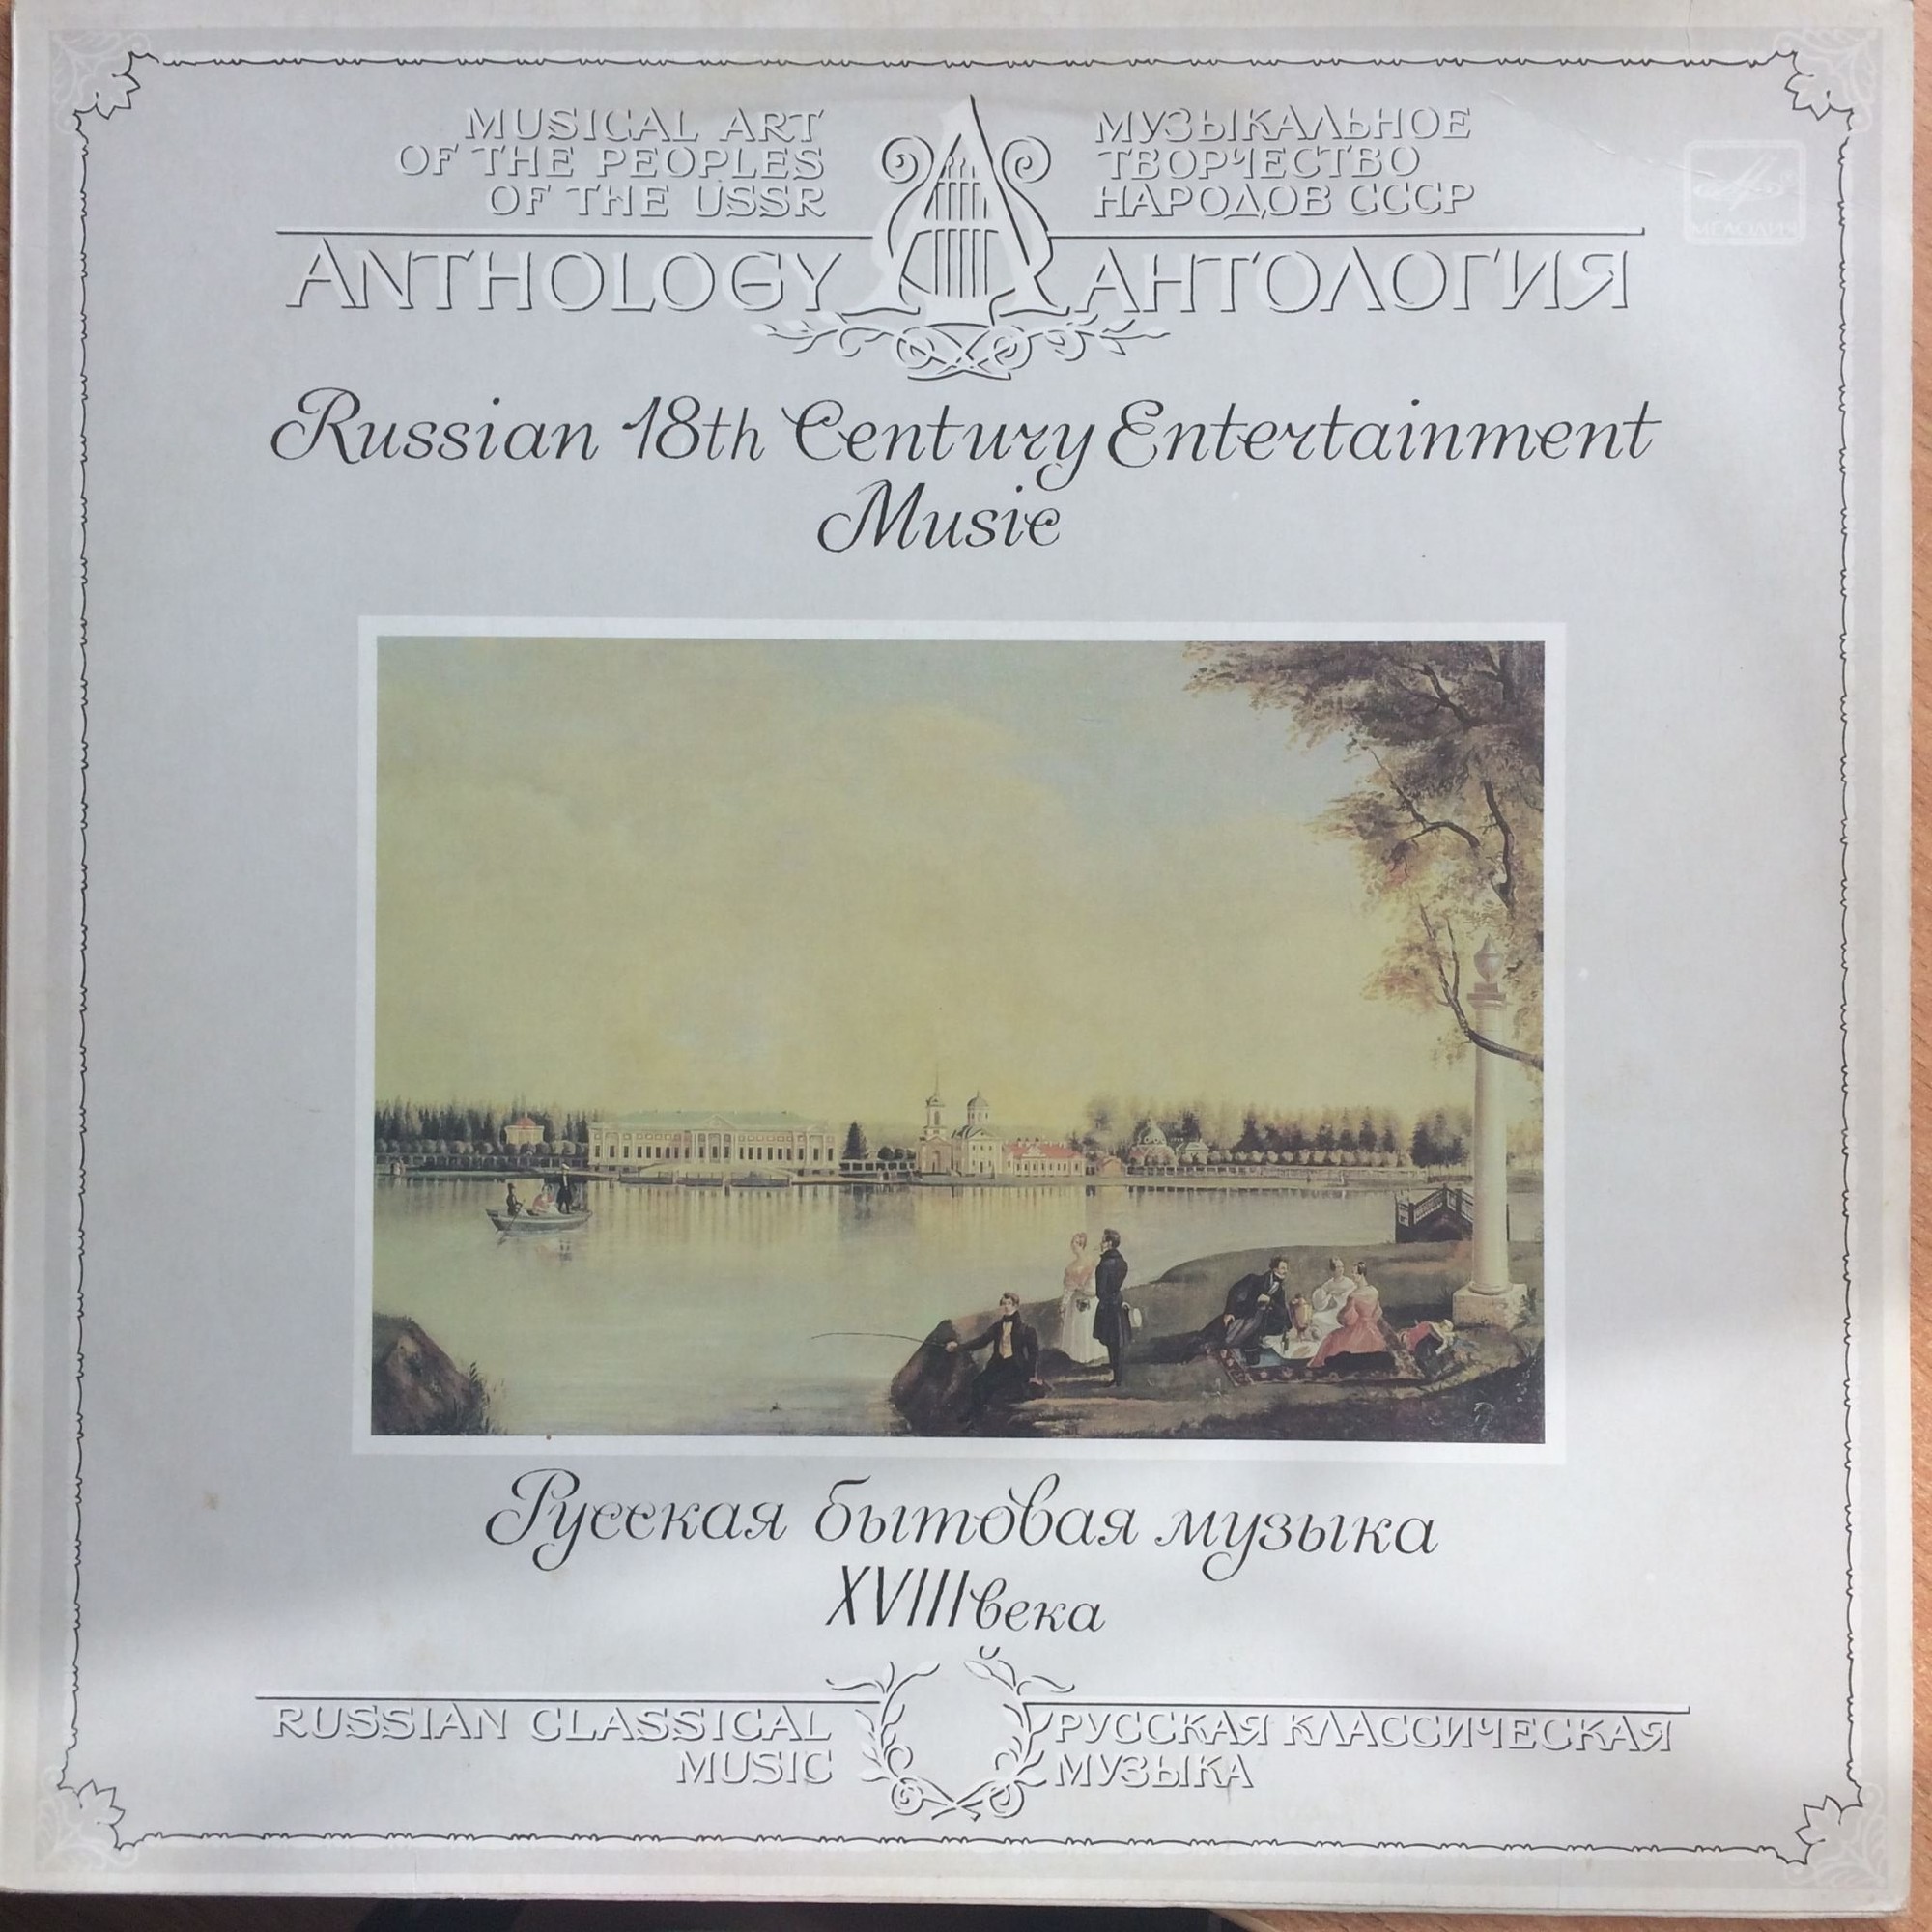 MUSICAL ART
OF THE PEOPLES
OF THE USSR
МУЗЫКАЛЬНОЕ
ТВОРЧЕСТВО
НАРОДОВ СССР
МЕЛОДИЯ
ANTHOLOGY
АНТОЛОГИЯ
Russian 18th Century Entertainment
Music
Русская бытовая музыка
XVIII века
RUSSIAN CLASSICAL
MUSIC
РУССКАЯ КЛАССИЧЕСКАЯ
МУЗЫКА